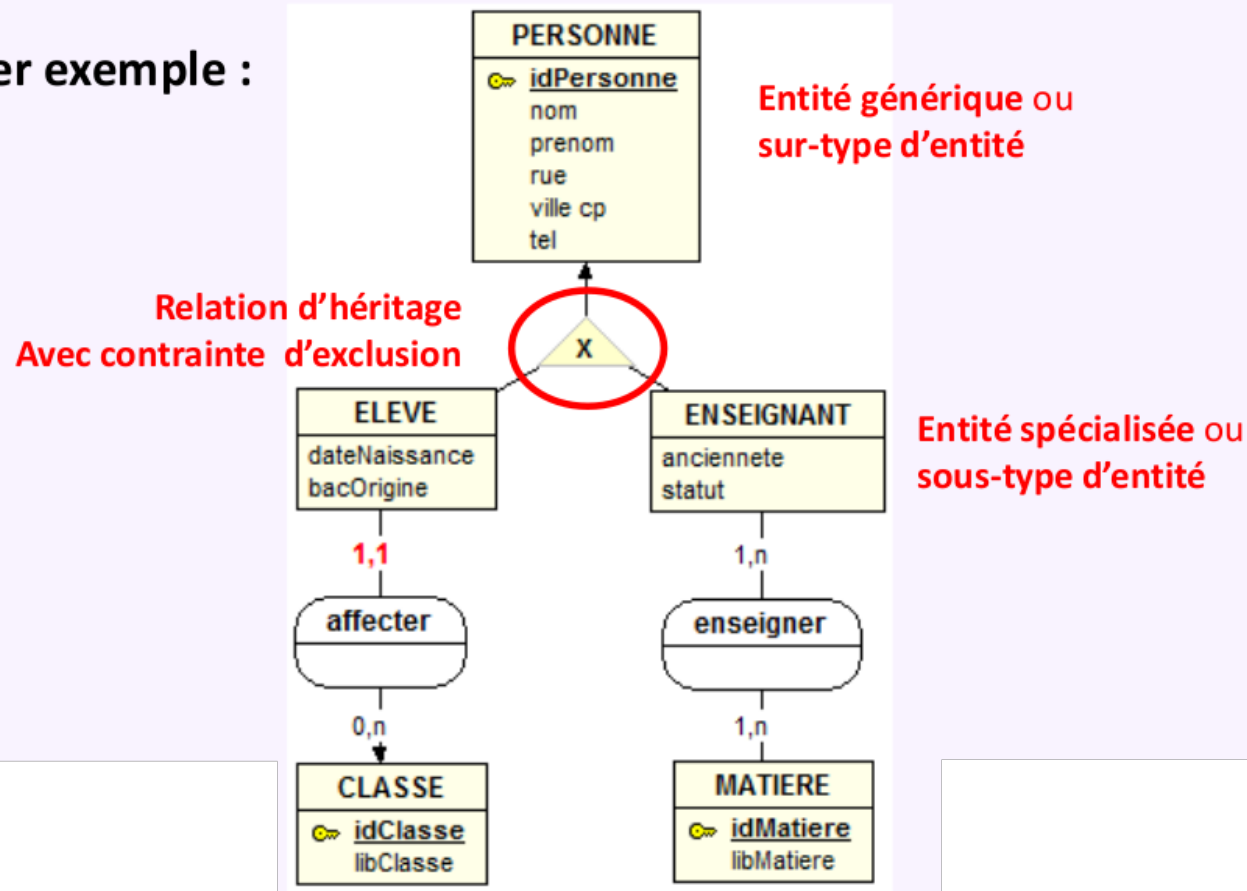 er exemple :
PERSONNE
idPersonne
nom
prenom
rue
ville cp
tel
Entité générique ou
sur-type d'entité
Relation d'héritage
Avec contrainte d'exclusion
X
ELEVE
dateNaissance
bacOrigine
ENSEIGNANT
anciennete
statut
Entité spécialisée ou
sous-type d'entité
1,1
1,n
affecter
enseigner
0,n
1,n
CLASSE
idClasse
libClasse
MATIERE
idMatiere
libMatiere